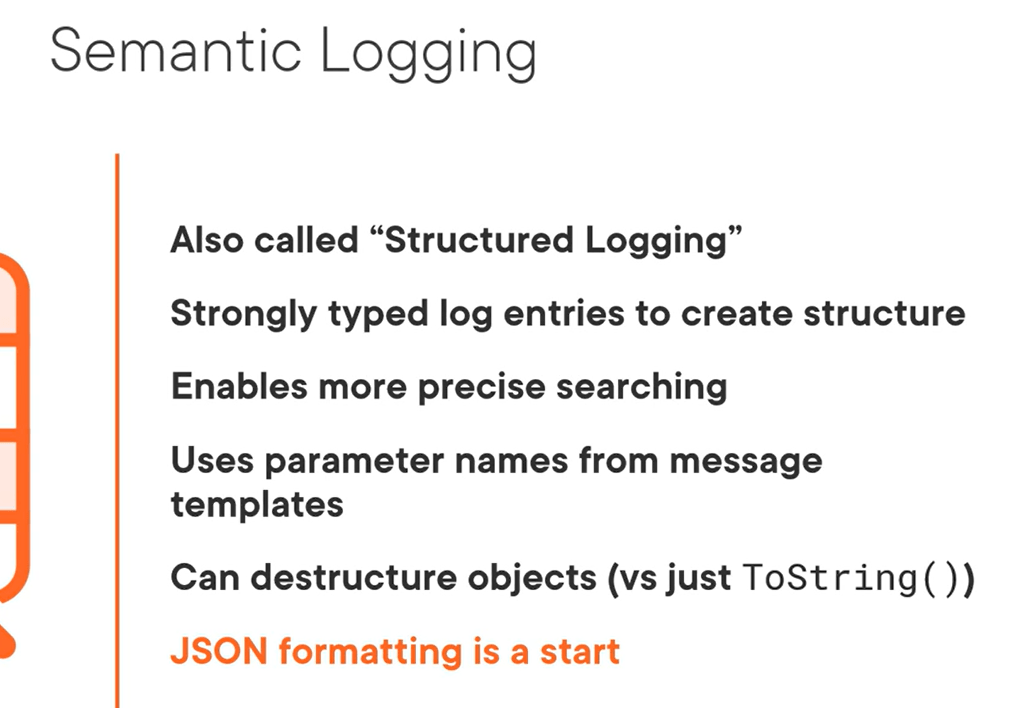 Semantic Logging
Also called “Structured Logging”
Strongly typed log entries to create structure
Enables more precise searching
Uses parameter names from message
templates
Can destructure objects (vs just ToString())
JSON formatting is a start